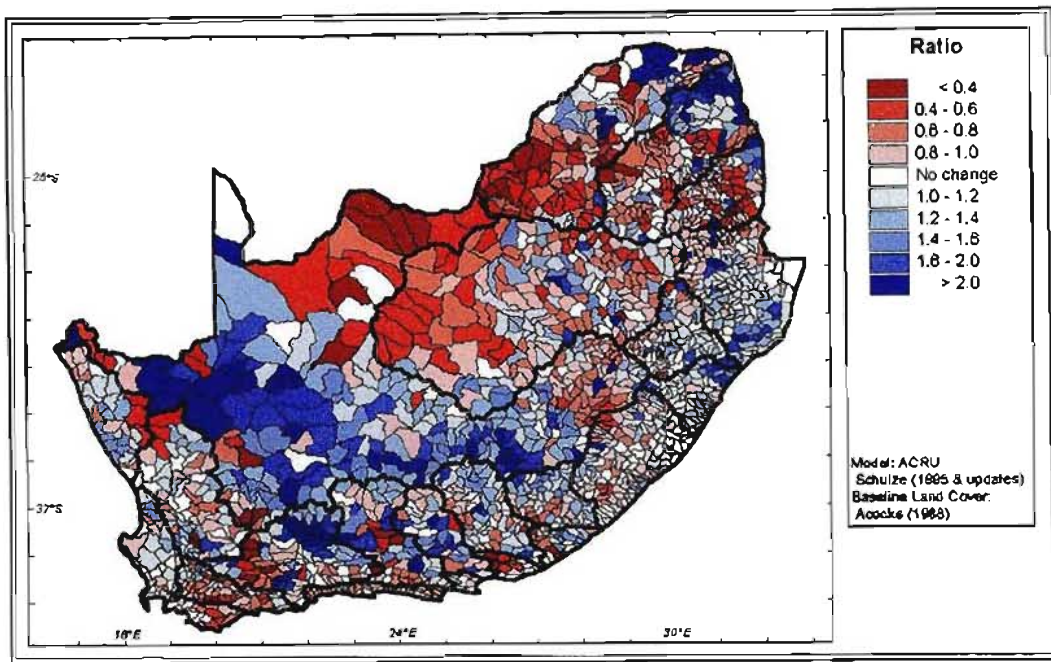 Ratio
< 0.4
0.4 - 0.6
0.6 - 0.8
0.8 - 1.0
No change
1.0 - 1.2
1.2 - 1.4
1.4 - 1.6
1.6 - 2.0
> 2.0
Model: ACRU
Schulze (1995 & updates)
Baseline Land Cover:
Acocks (1988)
25°S
37°S
18°E
24°E
30°E